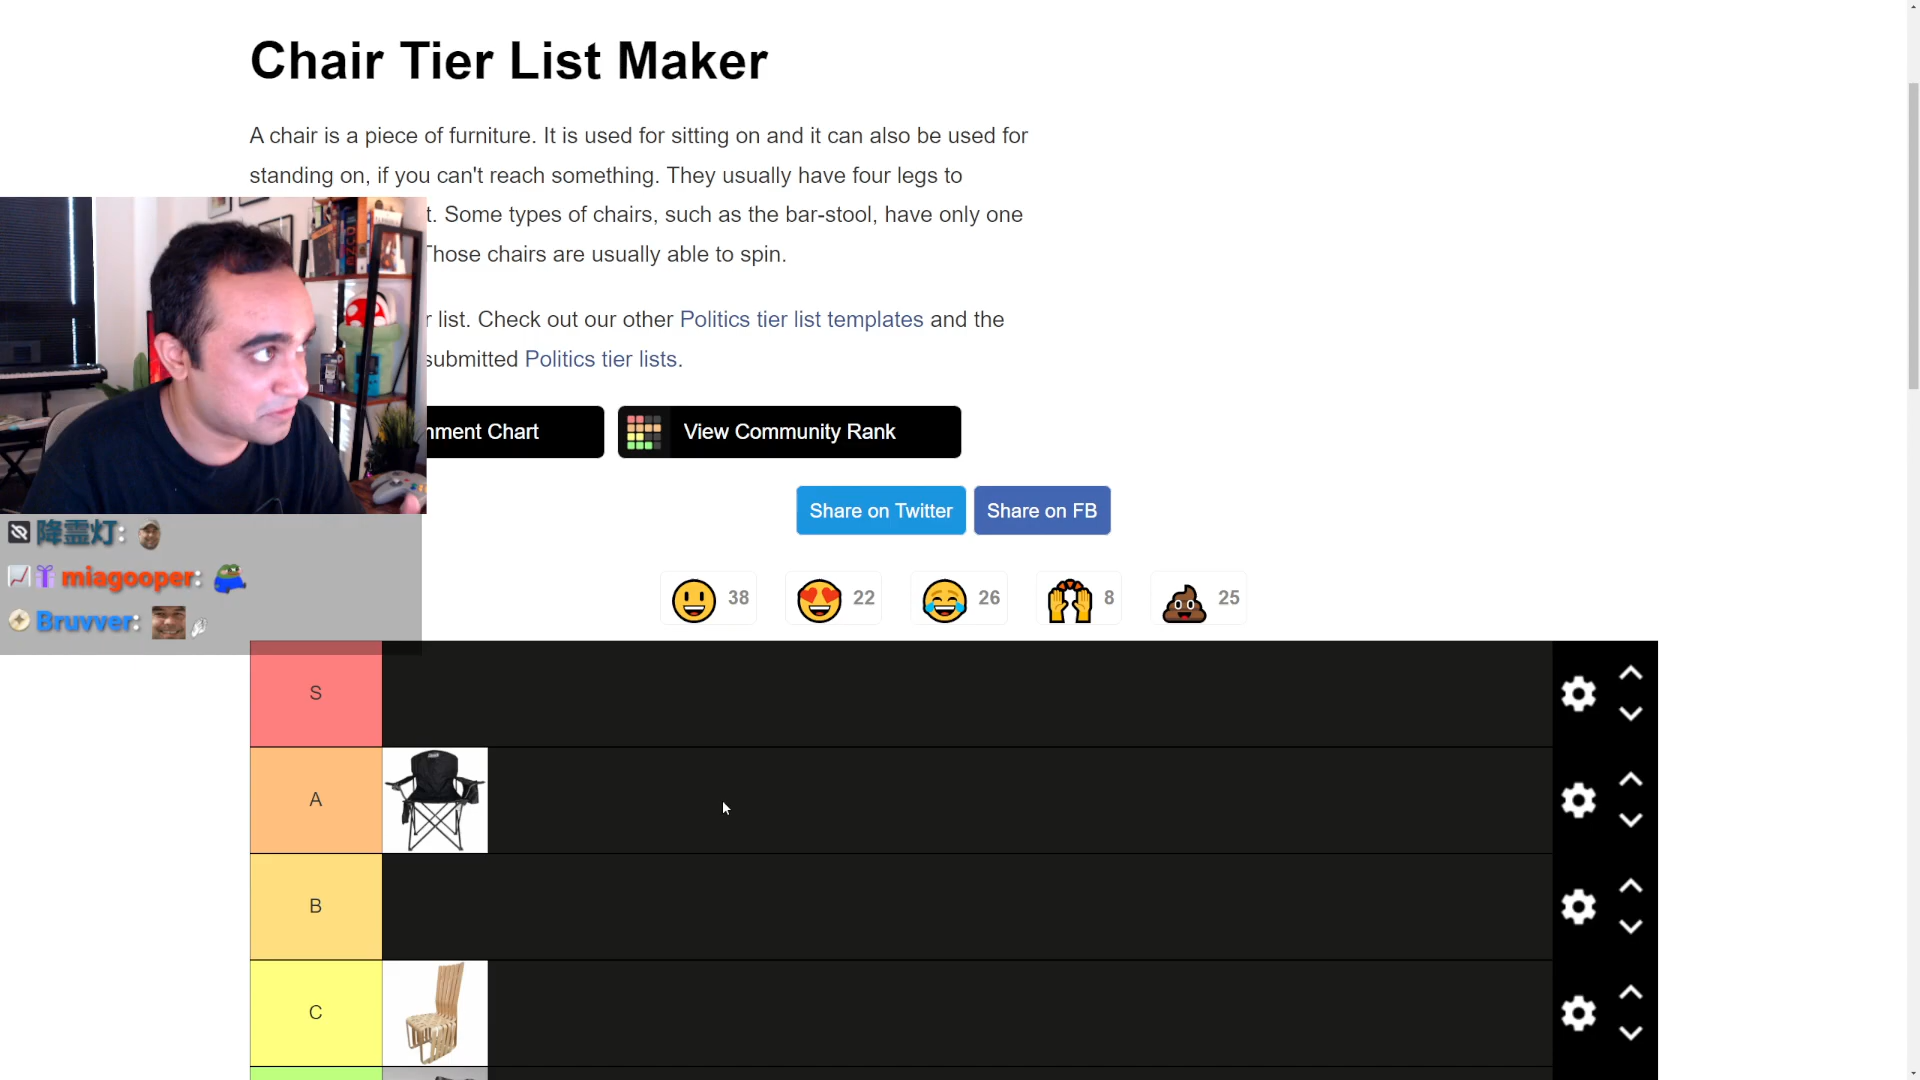 Chair Tier List Maker
A chair is a piece of furniture. It is used for sitting on and it can also be used for
standing on, if you can't reach something. They usually have four legs to
t. Some types of chairs, such as the bar-stool, have only one
Those chairs are usually able to spin.
r list. Check out our other Politics tier list templates and the
submitted Politics tier lists.
nment Chart
View Community Rank
Share on Twitter
Share on FB
降霊灯:
miagooper:
Bruvver:
38
22
26
8
25
S
A
B
C